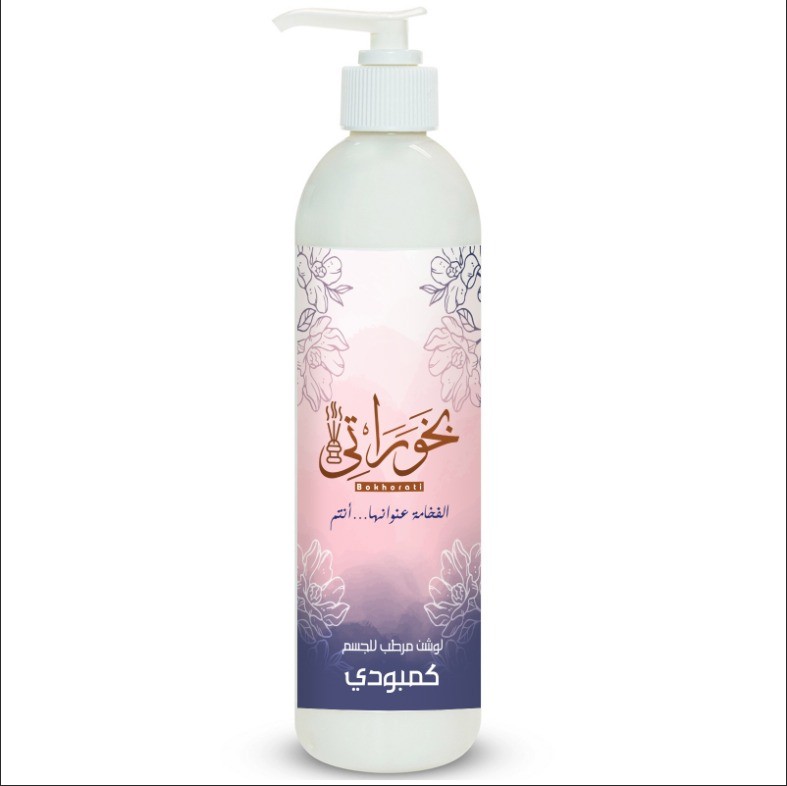 بخوراتي
Bokhorati
الفخامة عنوانها...أنتم
لوشن مرطب للجسم
كمبودي